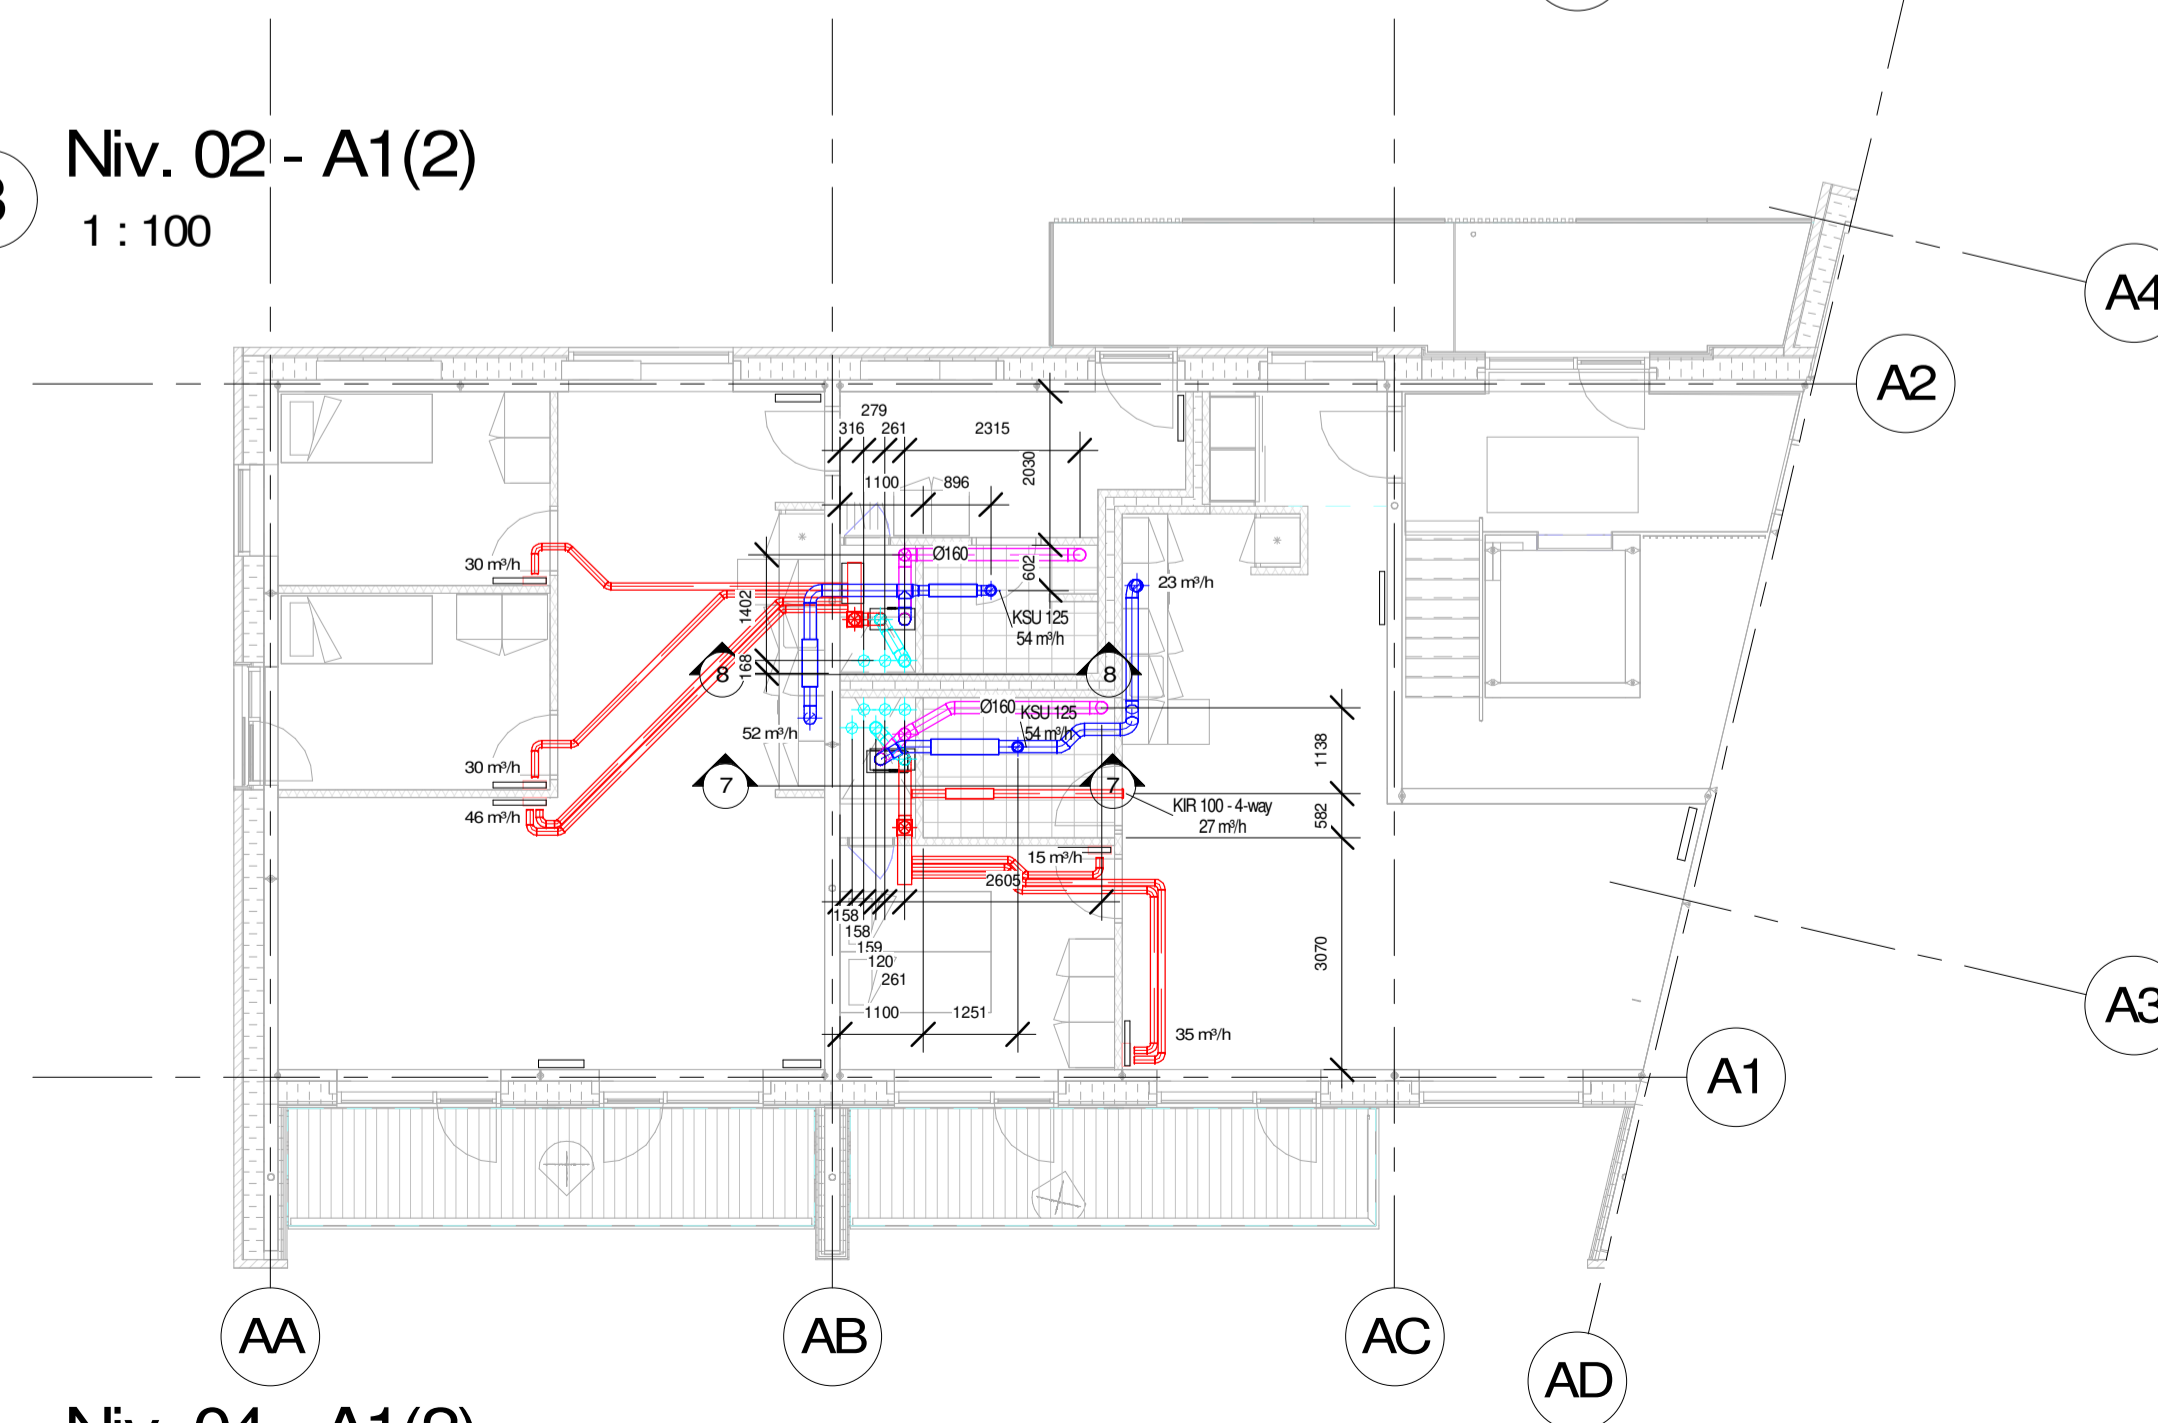 Niv. 02 - A1(2)
1 : 100
A4
A2
279
316
261
2315
2030
1100
896
30 m³/h
Ø160
602
23 m³/h
1402
KSU 125
54 m³/h
168
8
8
Ø160
KSU 125
54 m³/h
52 m³/h
1138
30 m³/h
7
7
46 m³/h
KIR 100 - 4-way
27 m³/h
582
15 m³/h
2605
158
158
159
120
261
3070
1100
1251
35 m³/h
A3
A1
AA
AB
AC
AD